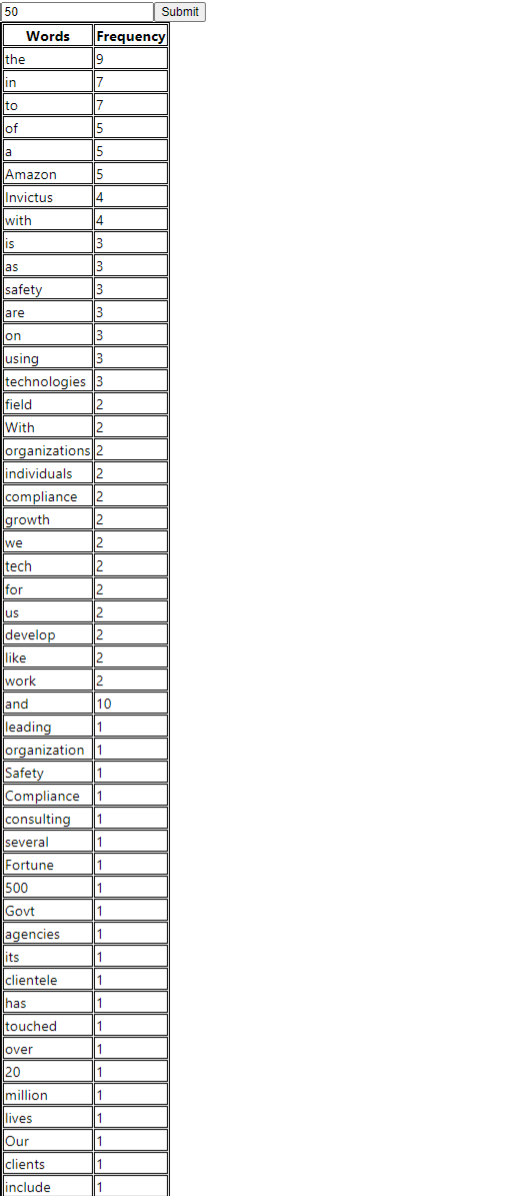 50 Submit
Words Frequency
the 9
in 7
to 7
of 5
a 5
Amazon 5
Invictus 4
with 4
is 3
as 3
safety 3
are 3
on 3
using 3
technologies 3
field 2
With 2
organizations 2
individuals 2
compliance 2
growth 2
we 2
tech 2
for 2
us 2
develop 2
like 2
work 2
and 10
leading 1
organization 1
Safety 1
Compliance 1
consulting 1
several 1
Fortune 1
500 1
Govt 1
agencies 1
its 1
clientele 1
has 1
touched 1
over 1
20 1
million 1
lives 1
Our 1
clients 1
include 1